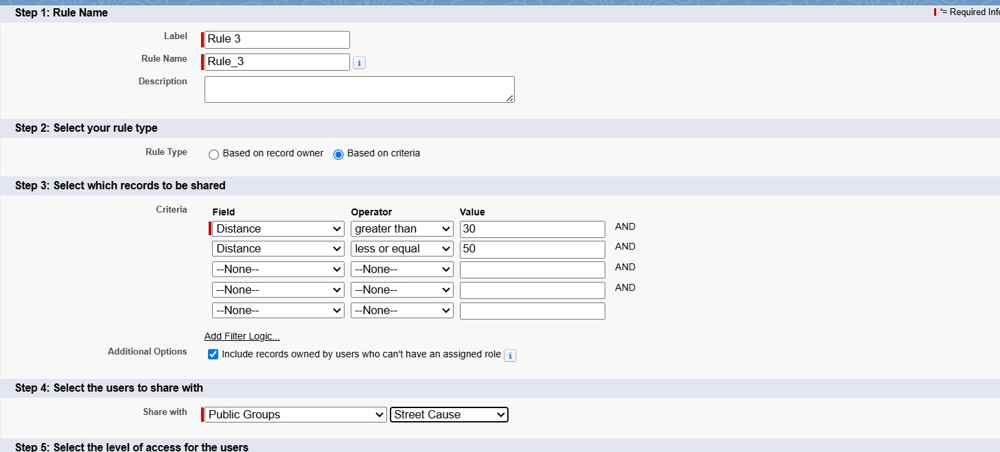 Step 1: Rule Name
*= Required Info
Label Rule 3
Rule Name Rule_3 i
Description
Step 2: Select your rule type
Rule Type Based on record owner Based on criteria
Step 3: Select which records to be shared
Criteria Field Operator Value
Distance greater than 30 AND
Distance less or equal 50 AND
--None-- --None-- AND
--None-- --None-- AND
--None-- --None--
Add Filter Logic...
Additional Options Include records owned by users who can't have an assigned role i
Step 4: Select the users to share with
Share with Public Groups Street Cause
Step 5: Select the level of access for the users